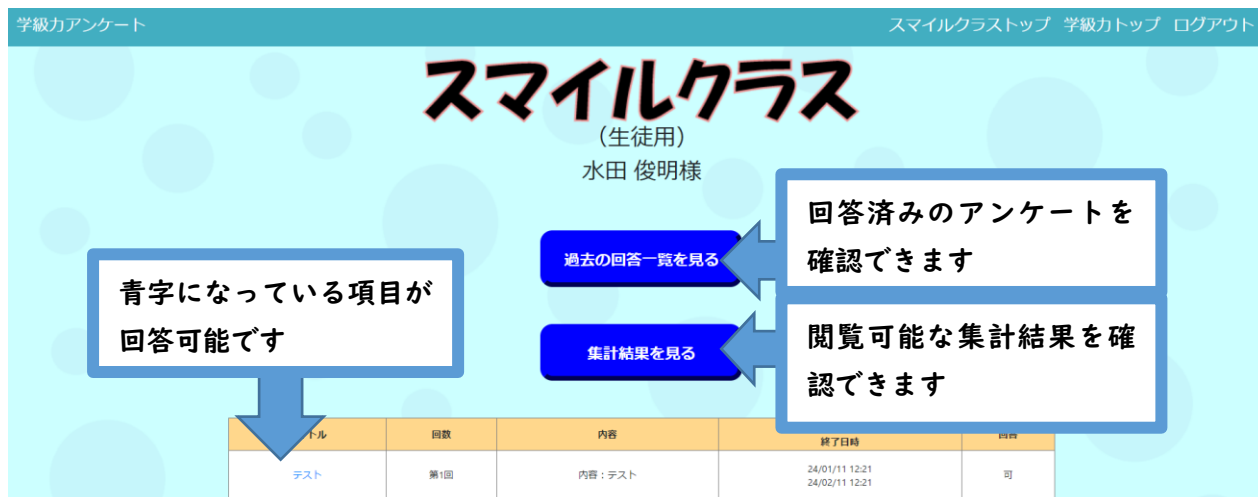 学級力アンケート
スマイルクラストップ 学級力トップ ログアウト
スマイルクラス
（生徒用）
水田 俊明様
過去の回答一覧を見る
回答済みのアンケートを
確認できます
青字になっている項目が
回答可能です
集計結果を見る
閲覧可能な集計結果を確
認できます
トル 回数 内容 終了日時 回答
テスト 第1回 内容：テスト 24/01/11 12:21 可
24/02/11 12:21